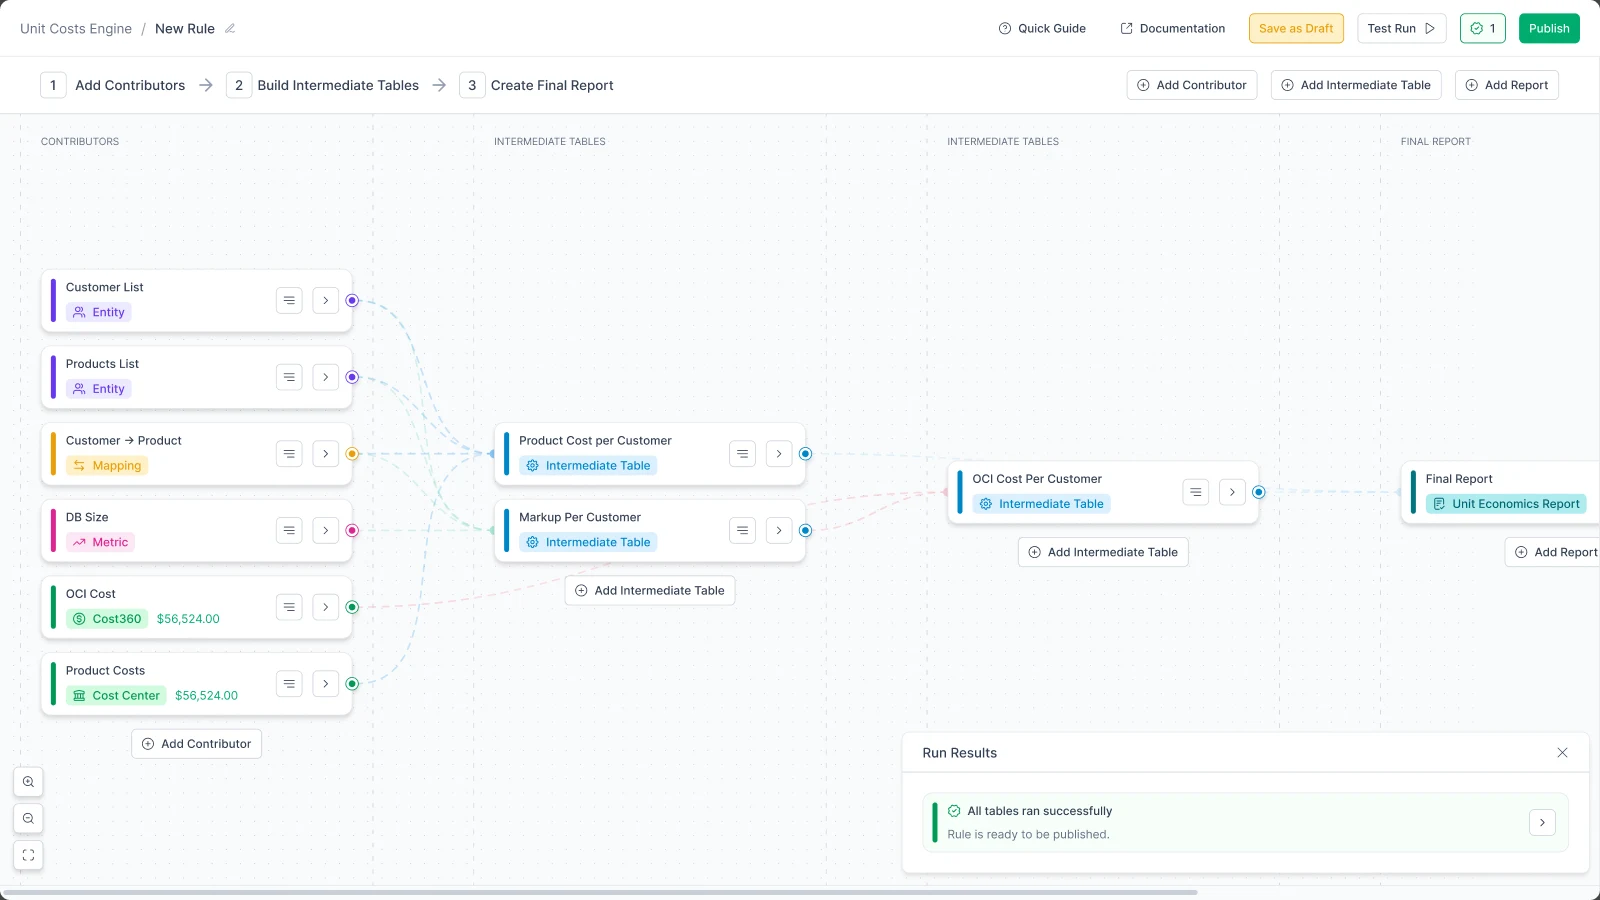 Unit Costs Engine / New Rule
Quick Guide
Documentation
Save as Draft
Test Run
1
Publish
1 Add Contributors
2 Build Intermediate Tables
3 Create Final Report
Add Contributor
Add Intermediate Table
Add Report
CONTRIBUTORS
INTERMEDIATE TABLES
INTERMEDIATE TABLES
FINAL REPORT
Customer List
Entity
Products List
Entity
Customer → Product
Mapping
DB Size
Metric
OCI Cost
Cost360 $56,524.00
Product Costs
Cost Center $56,524.00
Add Contributor
Product Cost per Customer
Intermediate Table
Markup Per Customer
Intermediate Table
Add Intermediate Table
OCI Cost Per Customer
Intermediate Table
Add Intermediate Table
Final Report
Unit Economics Report
Add Report
Run Results
All tables ran successfully
Rule is ready to be published.